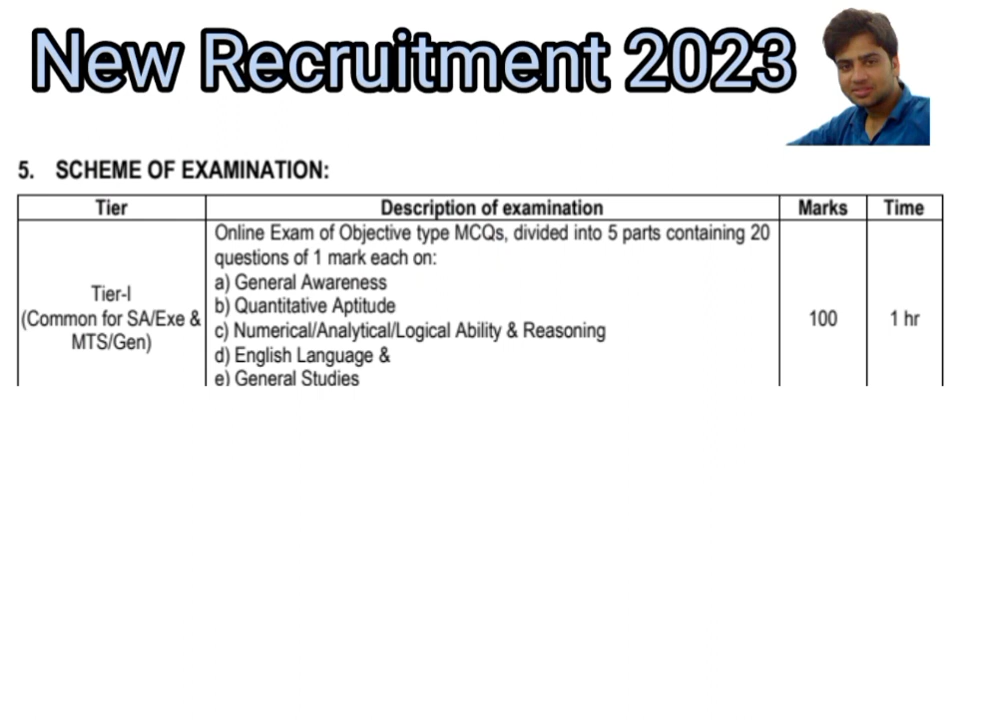 New Recruitment 2023
5. SCHEME OF EXAMINATION:
Tier
Description of examination
Marks
Time
Tier-I
(Common for SA/Exe &
MTS/Gen)
Online Exam of Objective type MCQs, divided into 5 parts containing 20
questions of 1 mark each on:
a) General Awareness
b) Quantitative Aptitude
c) Numerical/Analytical/Logical Ability & Reasoning
d) English Language &
e) General Studies
100
1 hr